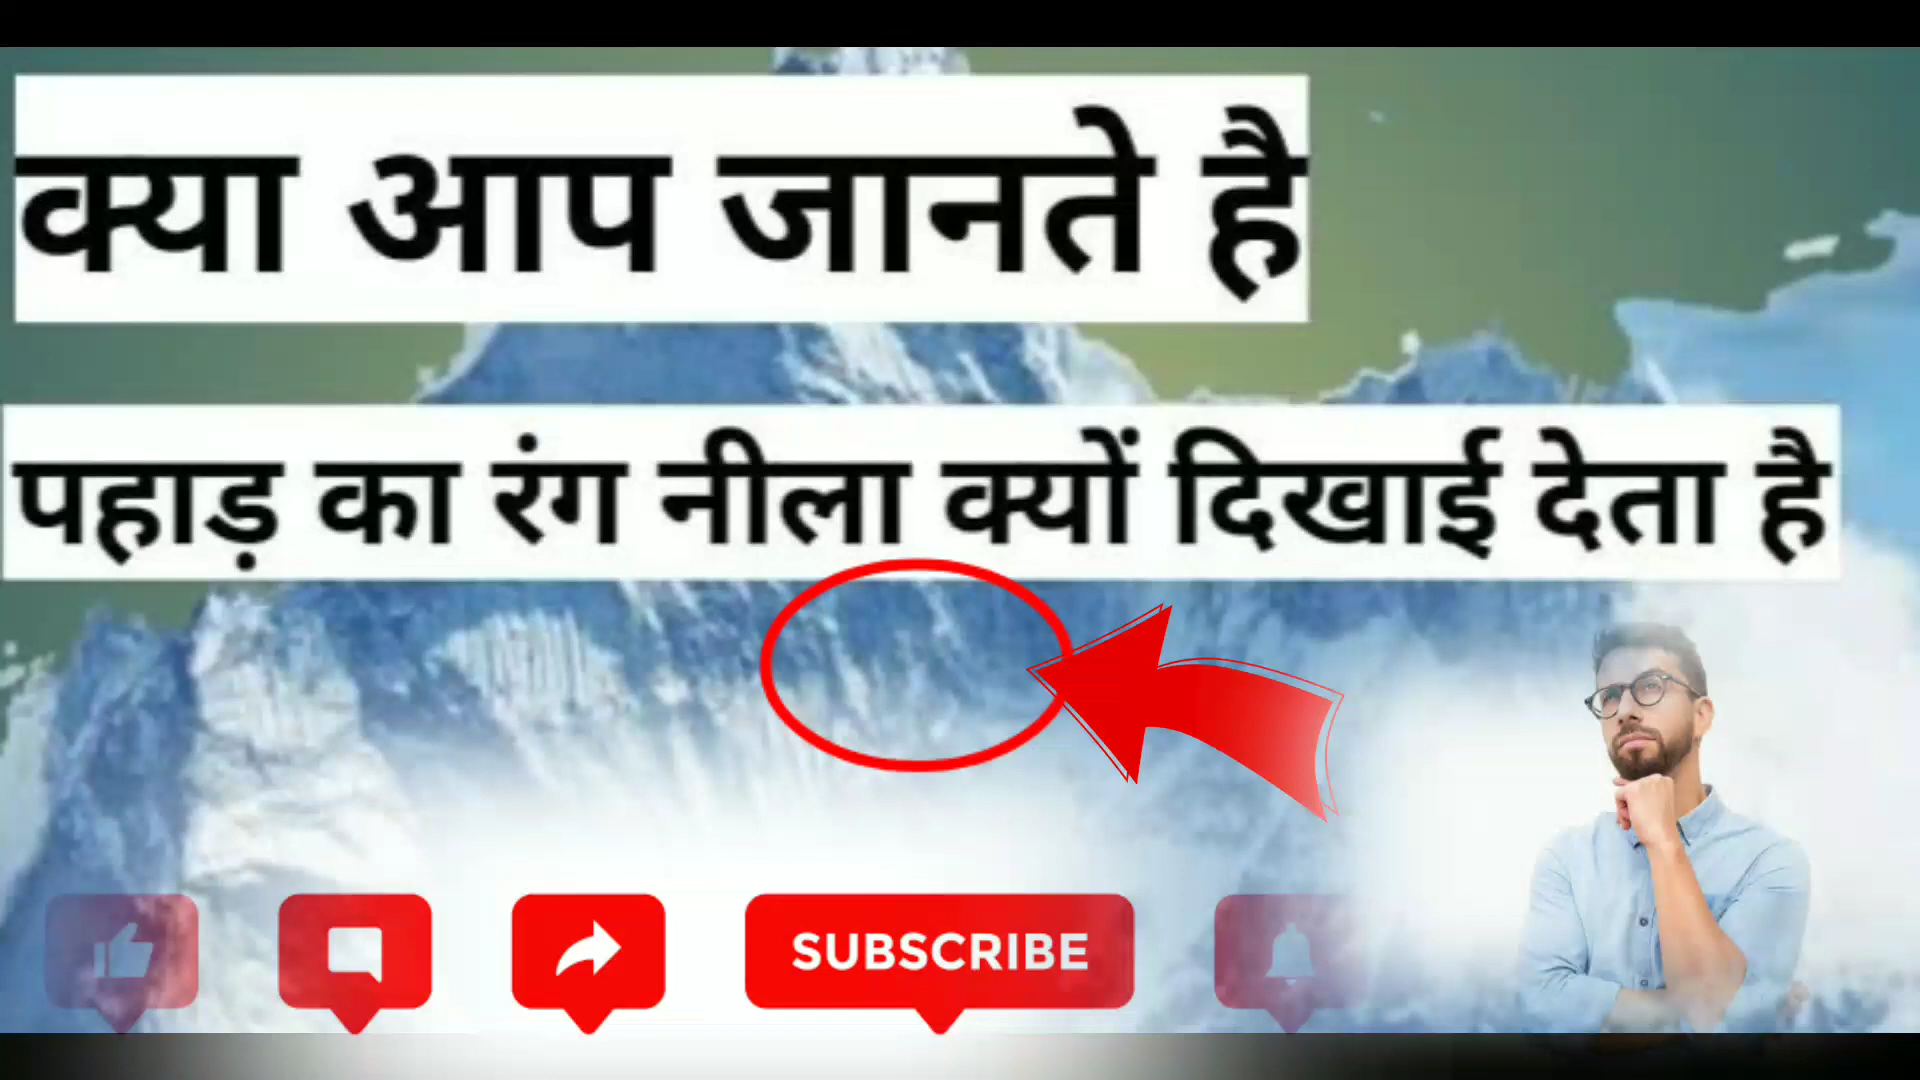 क्या आप जानते है
पहाड़ का रंग नीला क्यों दिखाई देता है
SUBSCRIBE